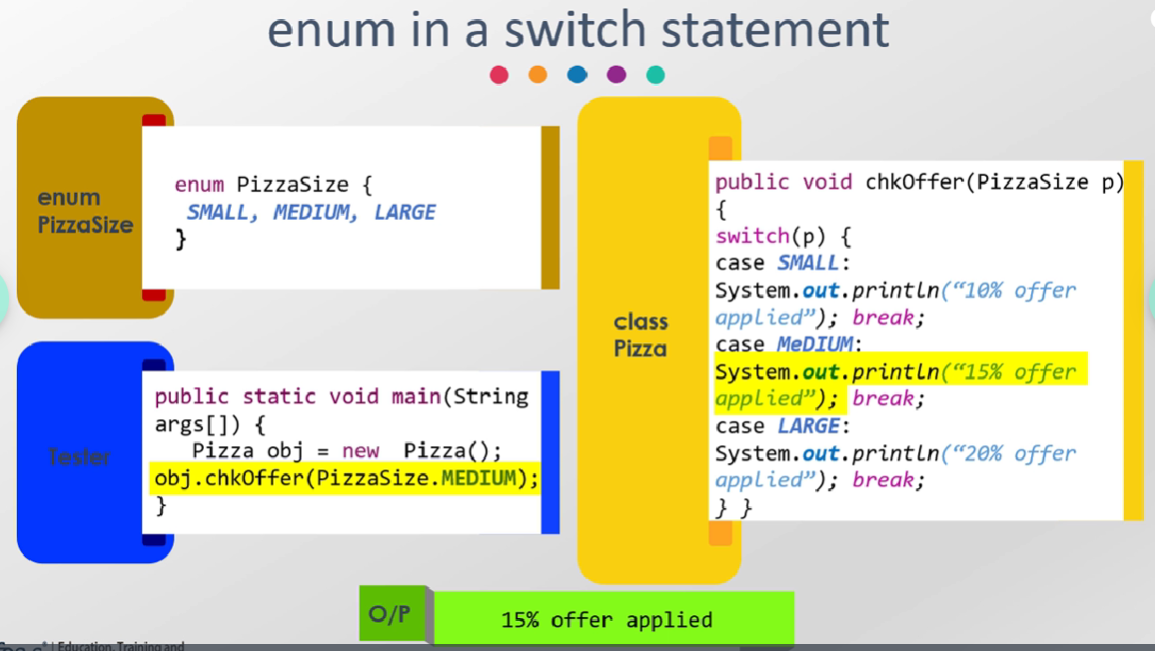 enum in a switch statement
enum
PizzaSize
enum PizzaSize {
SMALL, MEDIUM, LARGE
}
Tester
public static void main(String
args[]) {
Pizza obj = new Pizza();
obj.chkOffer(PizzaSize.MEDIUM);
}
class
Pizza
public void chkOffer(PizzaSize p)
{
switch(p) {
case SMALL:
System.out.println(“10% offer
applied”); break;
case MeDIUM:
System.out.println(“15% offer
applied”); break;
case LARGE:
System.out.println(“20% offer
applied”); break;
} }
O/P
15% offer applied
| Education, Training and